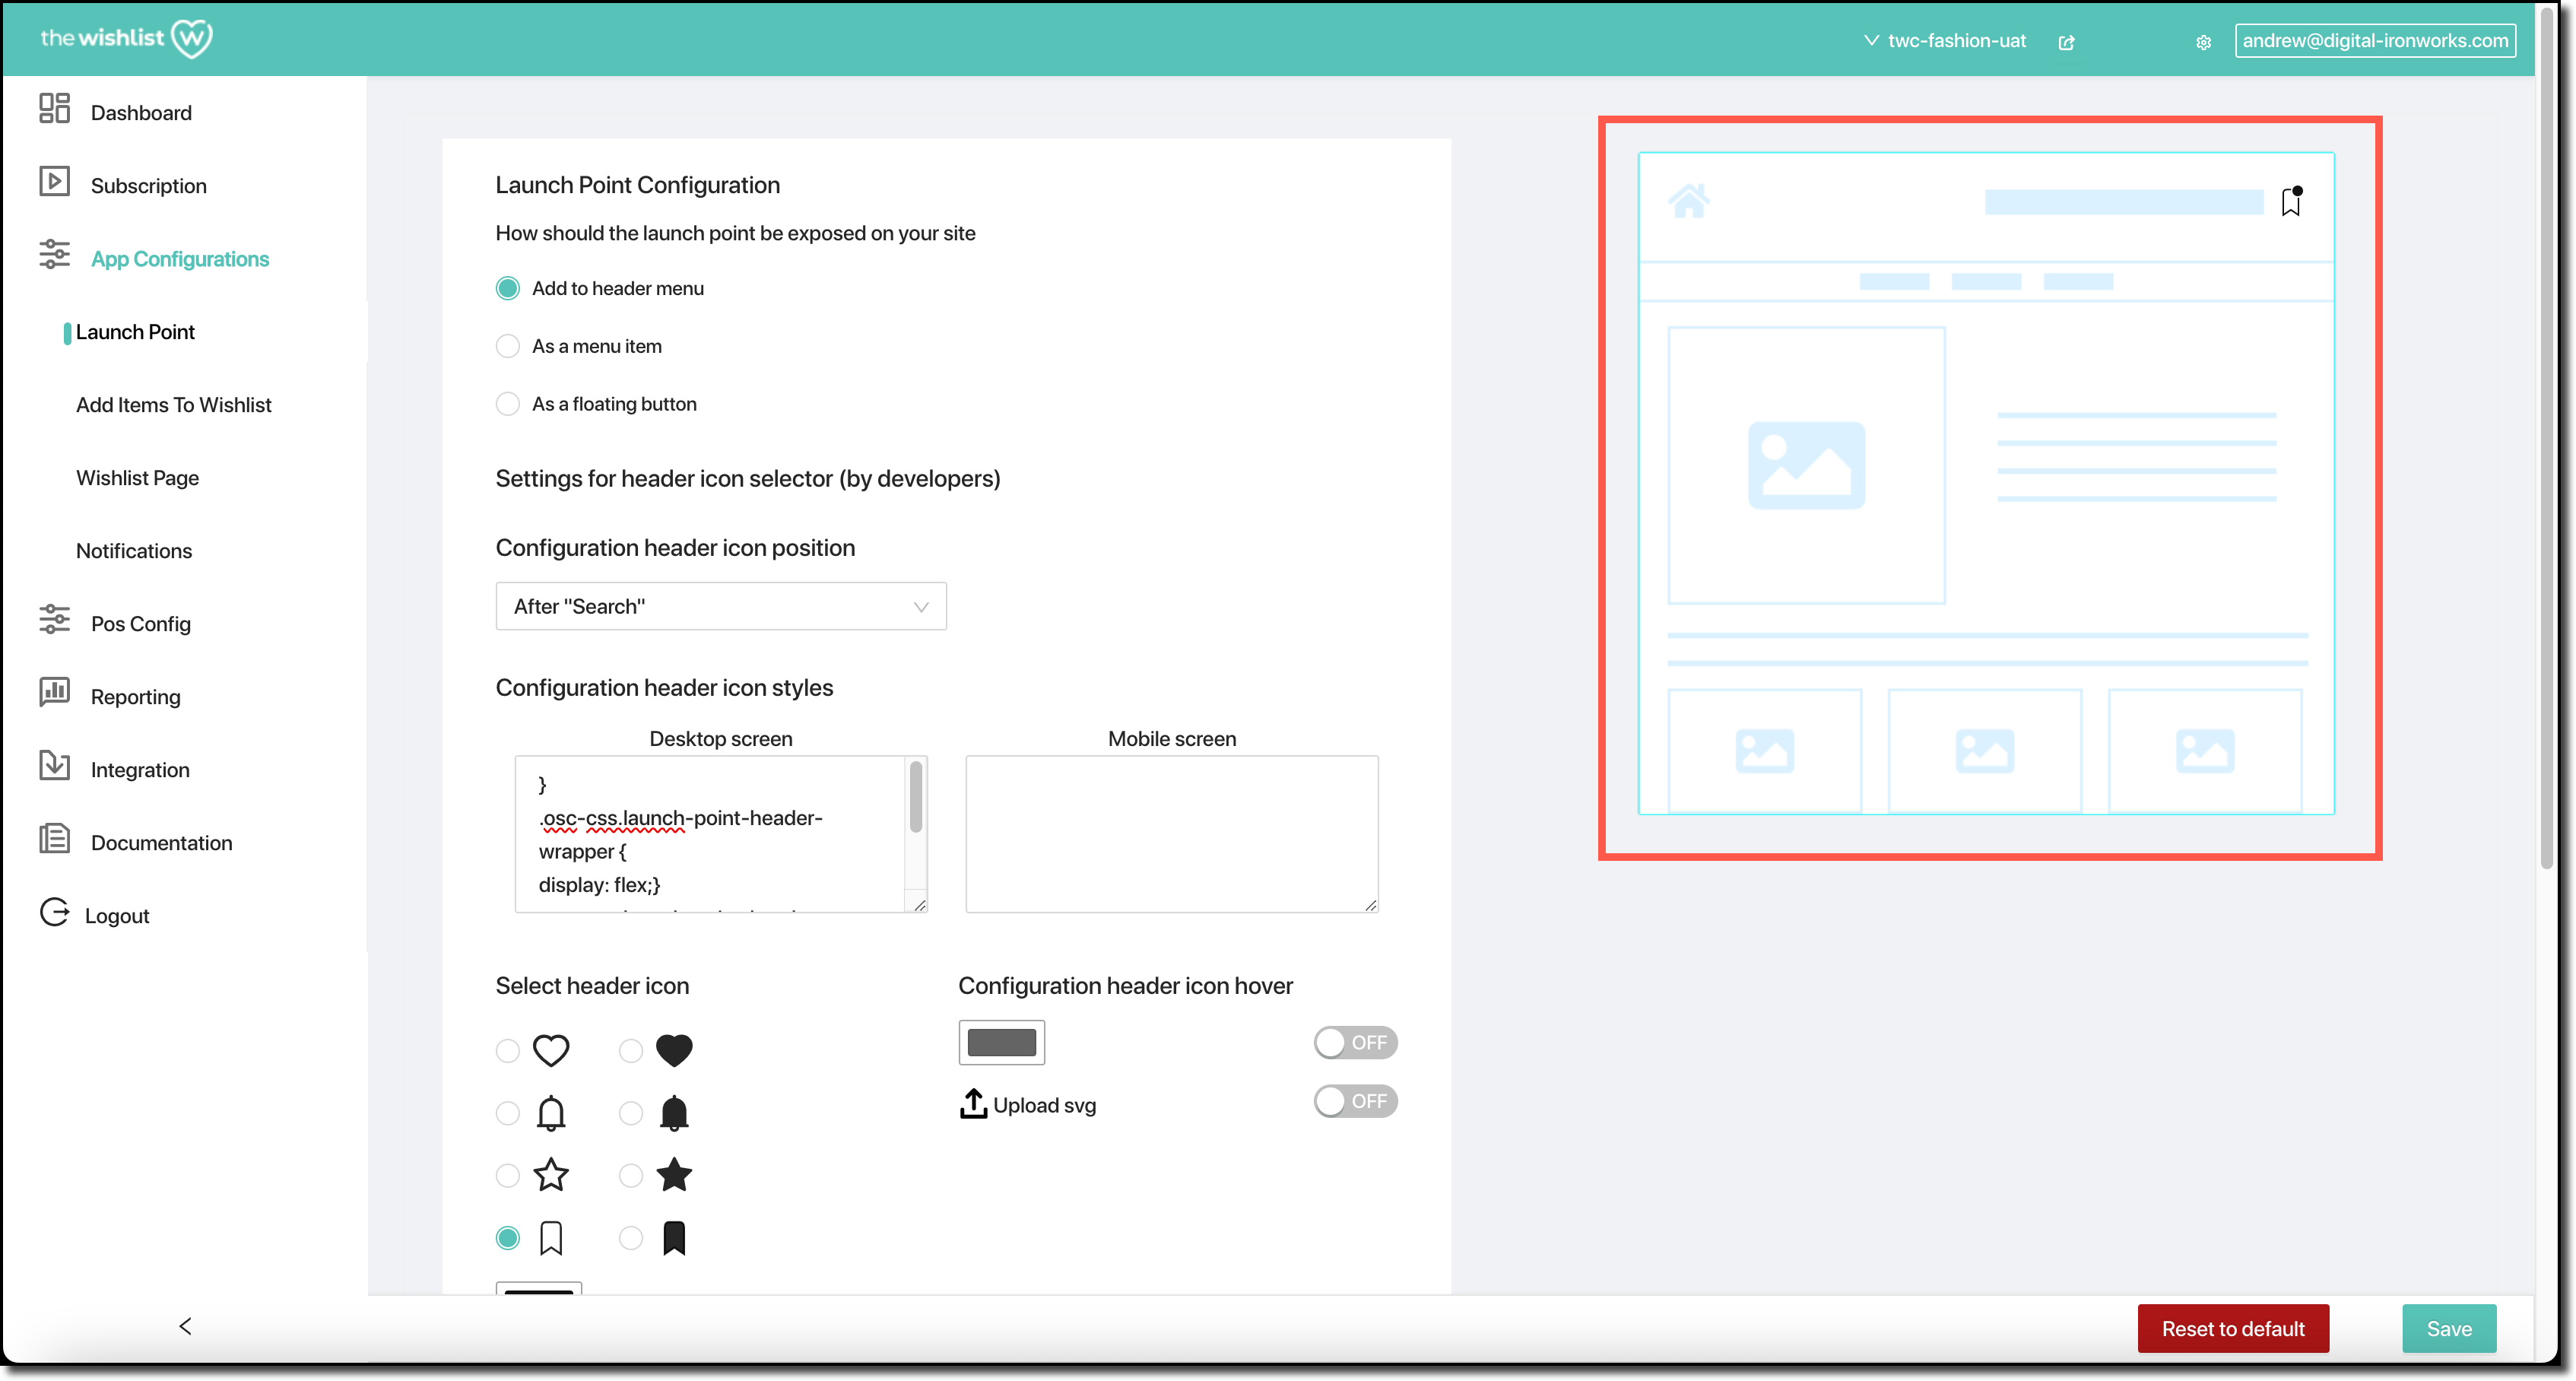 the wishlist W
twc-fashion-uat
andrew@digital-ironworks.com
Dashboard
Subscription
App Configurations
Launch Point
Add Items To Wishlist
Wishlist Page
Notifications
Pos Config
Reporting
Integration
Documentation
Logout
Launch Point Configuration
How should the launch point be exposed on your site
Add to header menu
As a menu item
As a floating button
Settings for header icon selector (by developers)
Configuration header icon position
After "Search"
Configuration header icon styles
Desktop screen
Mobile screen
}
.osc-css.launch-point-header-
wrapper {
display: flex;}
Select header icon
Configuration header icon hover
OFF
Upload svg
OFF
Reset to default
Save